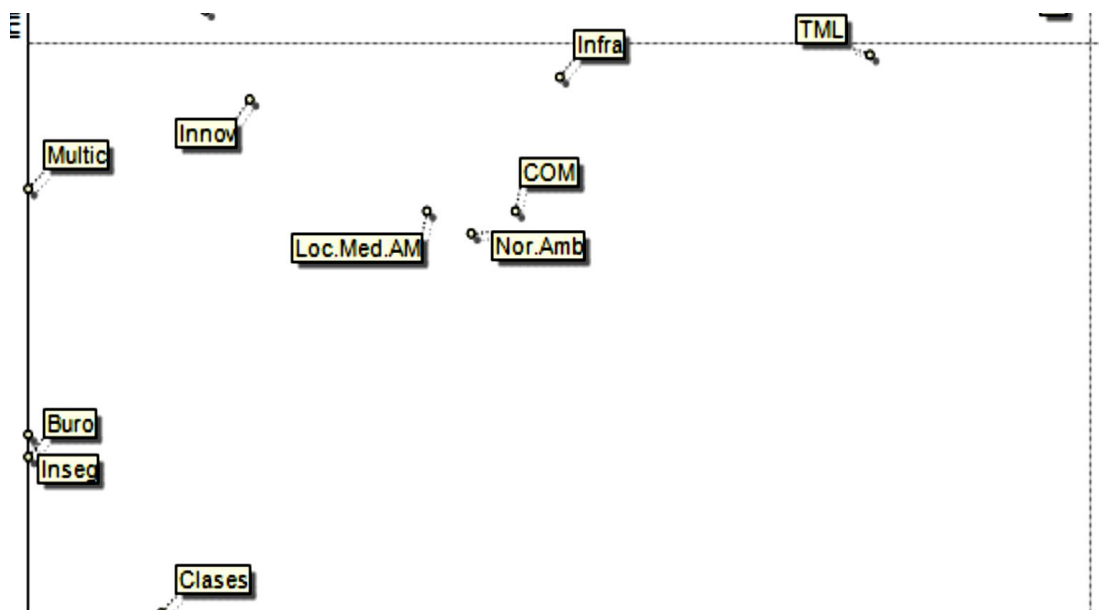 TML
Infra
Innov
Multic
COM
Loc.Med.AM
Nor.Amb
Buro
Inseg
Clases